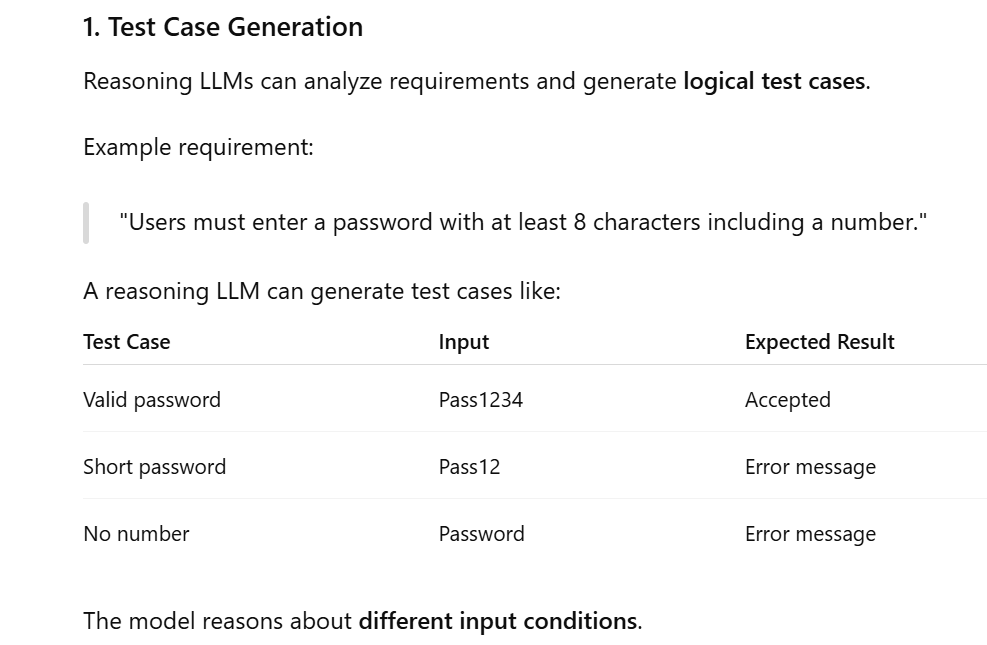 1. Test Case Generation
Reasoning LLMs can analyze requirements and generate logical test cases.
Example requirement:
"Users must enter a password with at least 8 characters including a number."
A reasoning LLM can generate test cases like:
Test Case Input Expected Result
Valid password Pass1234 Accepted
Short password Pass12 Error message
No number Password Error message
The model reasons about different input conditions.